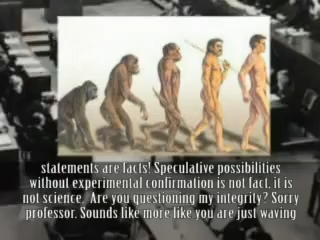 statements are facts! Speculative possibilities
without experimental confirmation is not fact, it is
not science.  Are you questioning my integrity? Sorry
professor. Sounds like more like you are just waving